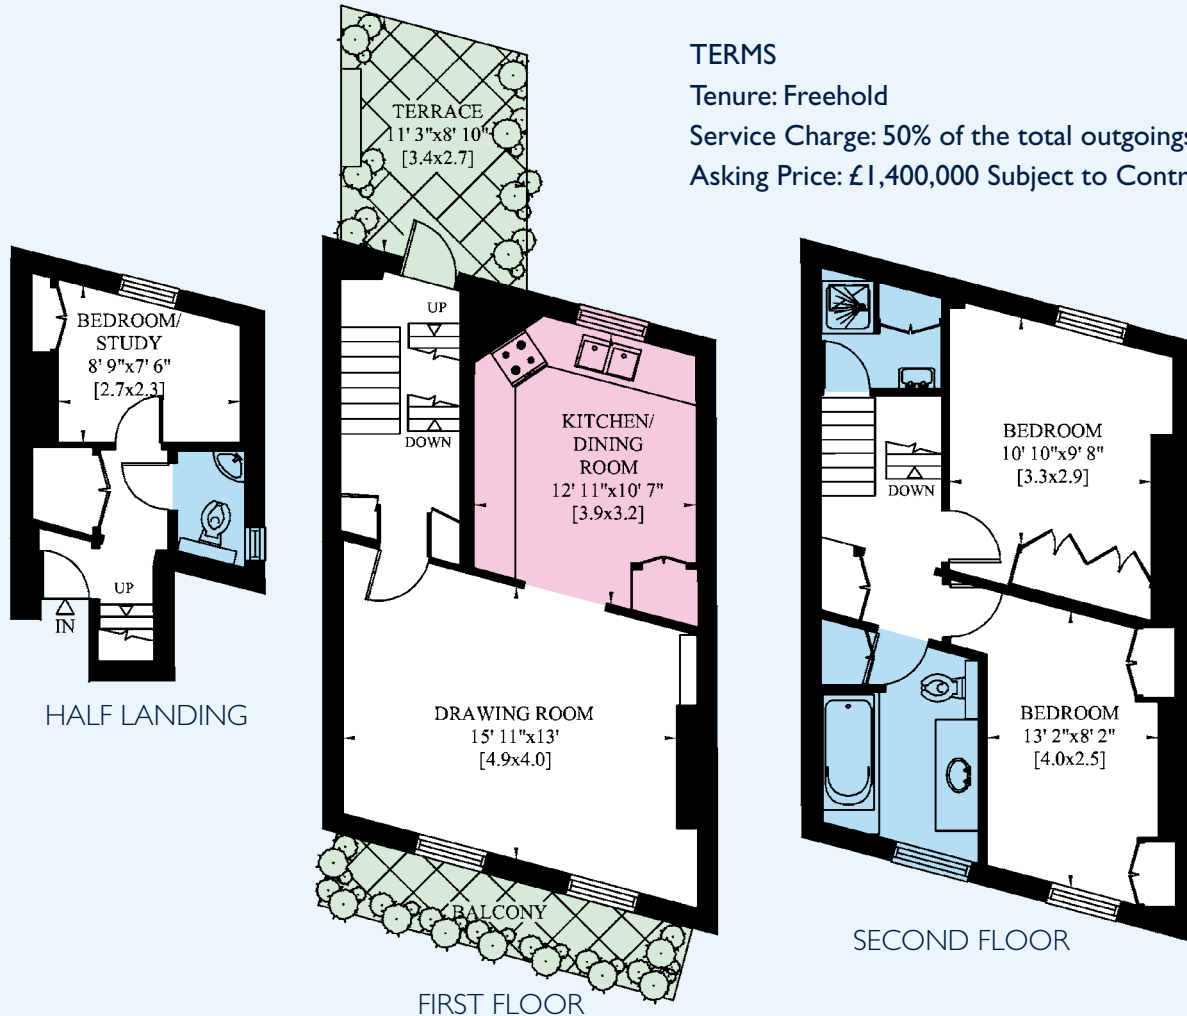 TERMS
Tenure: Freehold
Service Charge: 50% of the total outgoings
Asking Price: £1,400,000 Subject to Contr
TERRACE
11' 3"x8' 10"
[3.4x2.7]
BEDROOM/
STUDY
8' 9"x7' 6"
[2.7x2.3]
UP
IN
HALF LANDING
UP
DOWN
KITCHEN/
DINING
ROOM
12' 11"x10' 7"
[3.9x3.2]
DRAWING ROOM
15' 11"x13'
[4.9x4.0]
BALCONY
FIRST FLOOR
BEDROOM
10' 10"x9' 8"
[3.3x2.9]
DOWN
BEDROOM
13' 2"x8' 2"
[4.0x2.5]
SECOND FLOOR